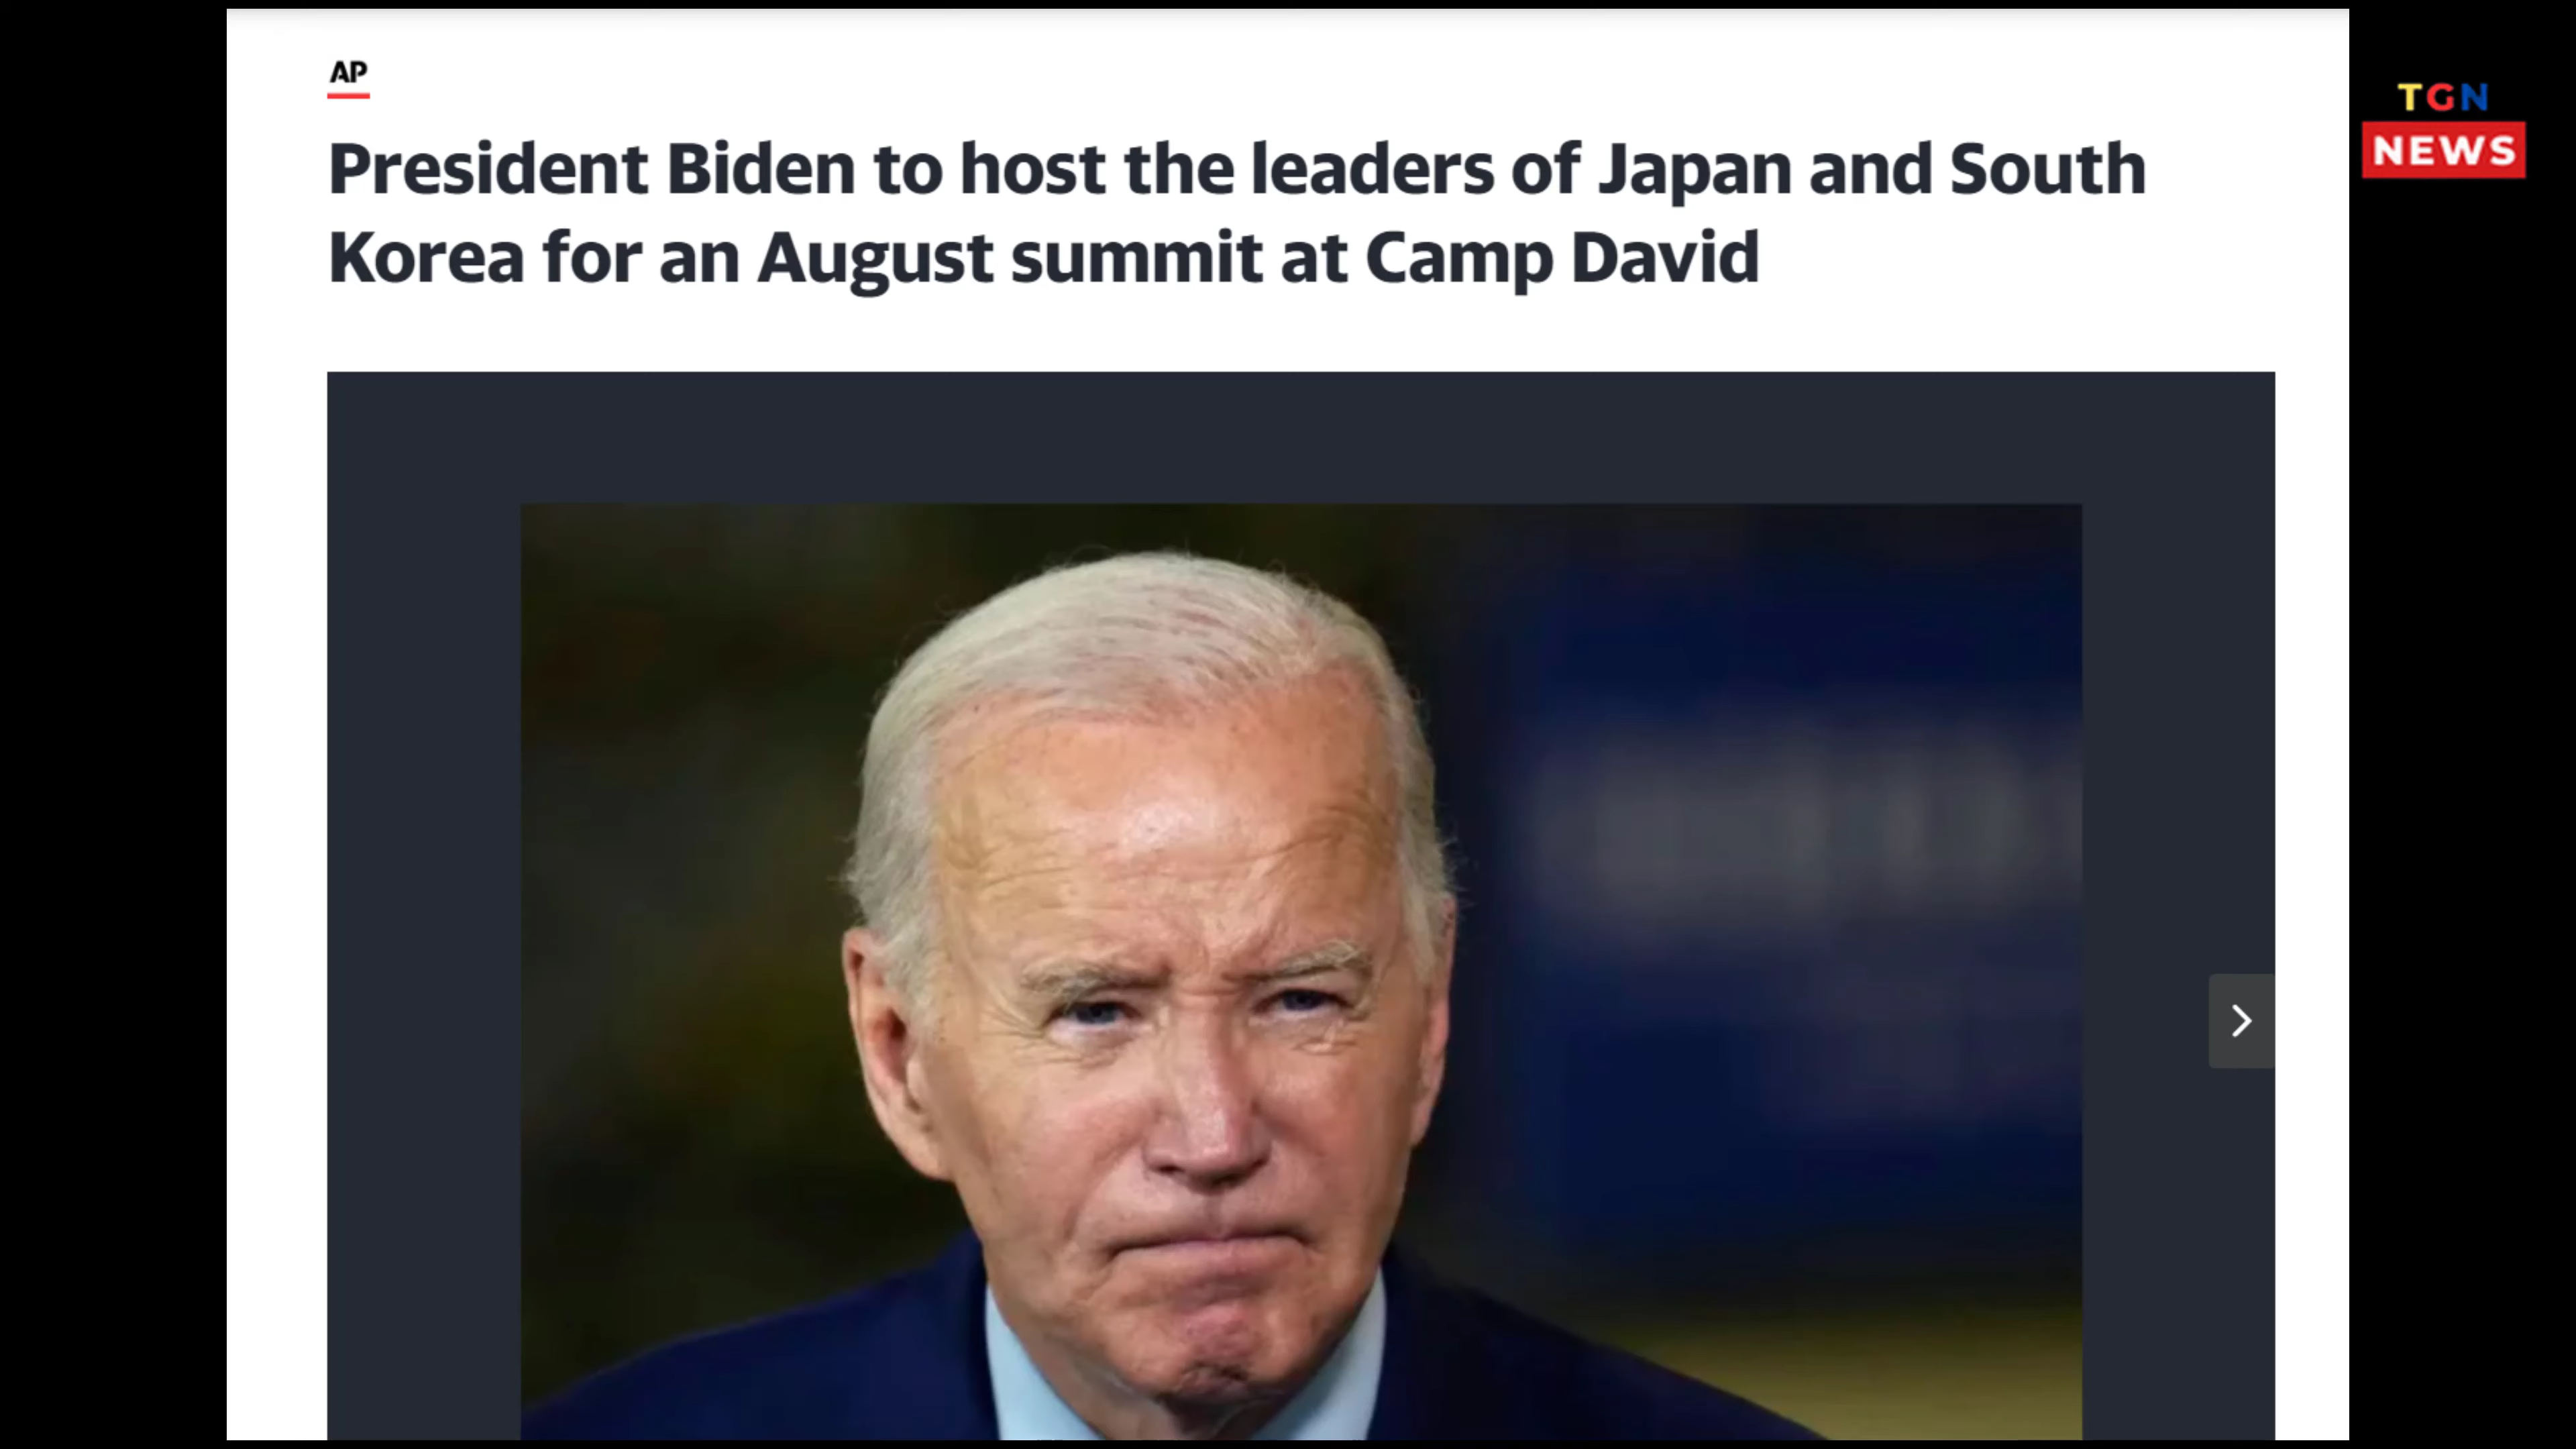 AP
President Biden to host the leaders of Japan and South
Korea for an August summit at Camp David
TGN
NEWS